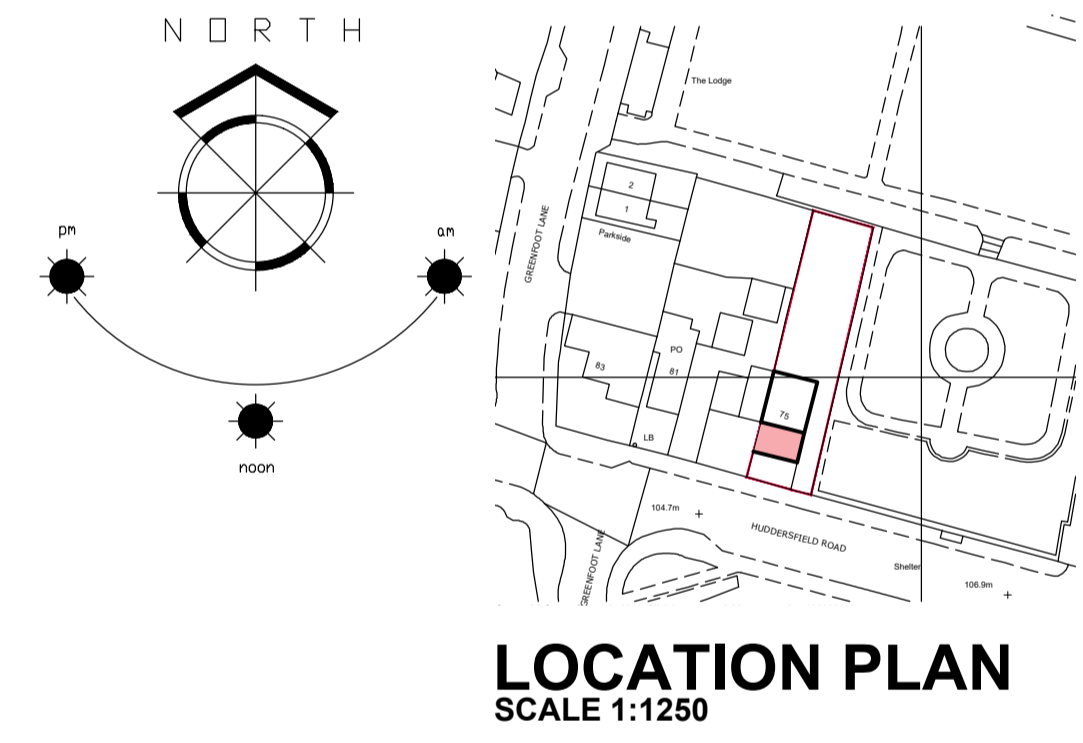 NORTH
pm
am
noon
The Lodge
2
1
Parkside
GREENFOOT LANE
PO
83
81
75
LB
104.7m
HUDDERSFIELD ROAD
GREENFOOT LANE
Shelter
106.9m
LOCATION PLAN
SCALE 1:1250